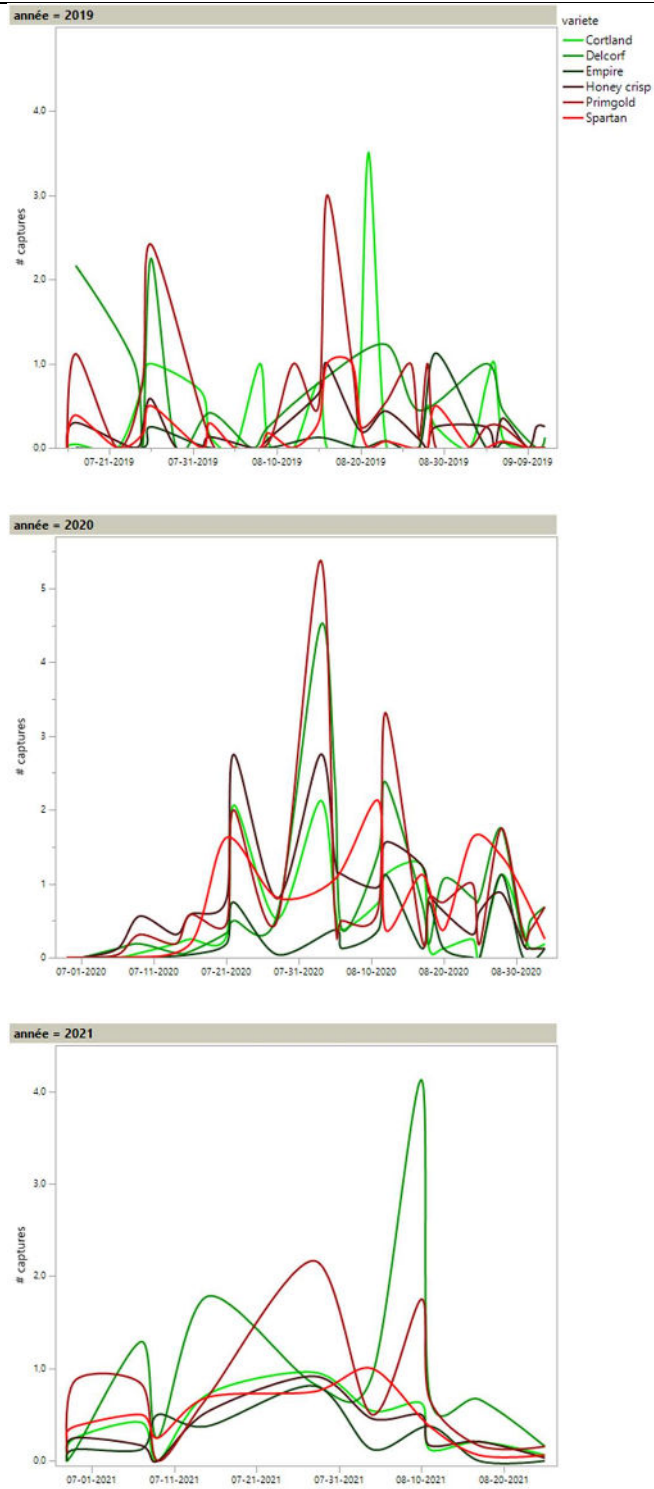 année = 2019
variete
Cortland
Delcorf
Empire
Honey crisp
Primgold
Spartan
4.0
3.0
2.0
1.0
0.0
# captures
07-21-2019 07-31-2019 08-10-2019 08-20-2019 08-30-2019 09-09-2019
année = 2020
5
4
3
2
1
0
# captures
07-01-2020 07-11-2020 07-21-2020 07-31-2020 08-10-2020 08-20-2020 08-30-2020
année = 2021
4.0
3.0
2.0
1.0
0.0
# captures
07-01-2021 07-11-2021 07-21-2021 07-31-2021 08-10-2021 08-20-2021